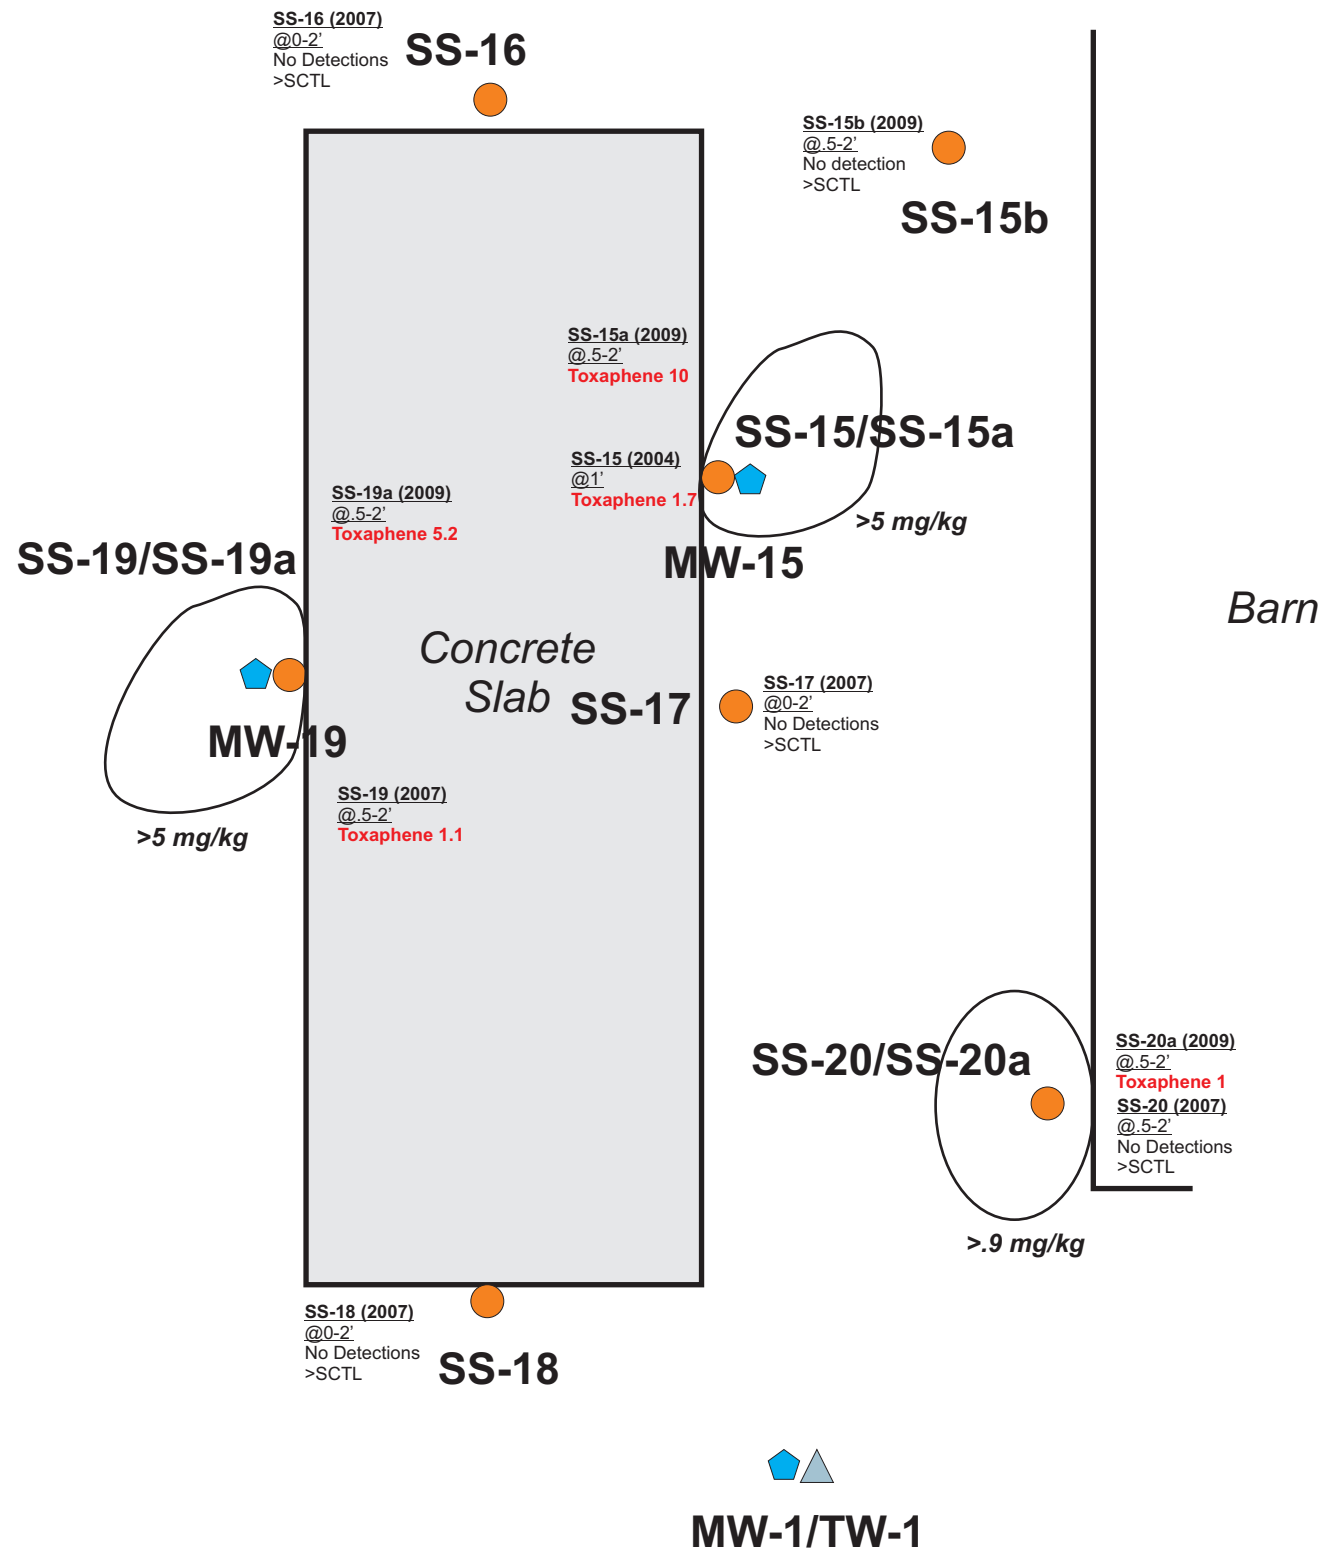 SS-16 (2007)
@0-2’
No Detections
>SCTL
SS-16
SS-15b (2009)
@.5-2’
No detection
>SCTL
SS-15b
SS-15a (2009)
@.5-2’
Toxaphene 10
SS-15/SS-15a
SS-15 (2004)
@1’
Toxaphene 1.7
>5 mg/kg
MW-15
SS-19a (2009)
@.5-2’
Toxaphene 5.2
SS-19/SS-19a
MW-19
>5 mg/kg
Concrete
Slab
SS-17
SS-17 (2007)
@0-2’
No Detections
>SCTL
Barn
SS-19 (2007)
@.5-2’
Toxaphene 1.1
SS-20/SS-20a
SS-20a (2009)
@.5-2’
Toxaphene 1
SS-20 (2007)
@.5-2’
No Detections
>SCTL
>.9 mg/kg
SS-18 (2007)
@0-2’
No Detections
>SCTL
SS-18
MW-1/TW-1